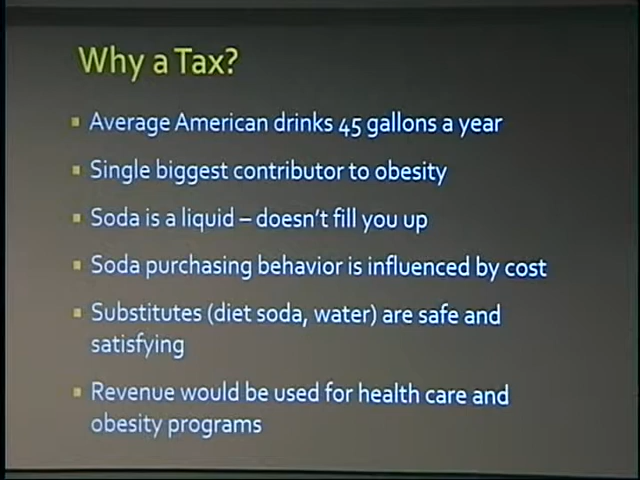 Why a Tax?
Average American drinks 45 gallons a year
Single biggest contributor to obesity
Soda is a liquid – doesn't fill you up
Soda purchasing behavior is influenced by cost
Substitutes (diet soda, water) are safe and
satisfying
Revenue would be used for health care and
obesity programs